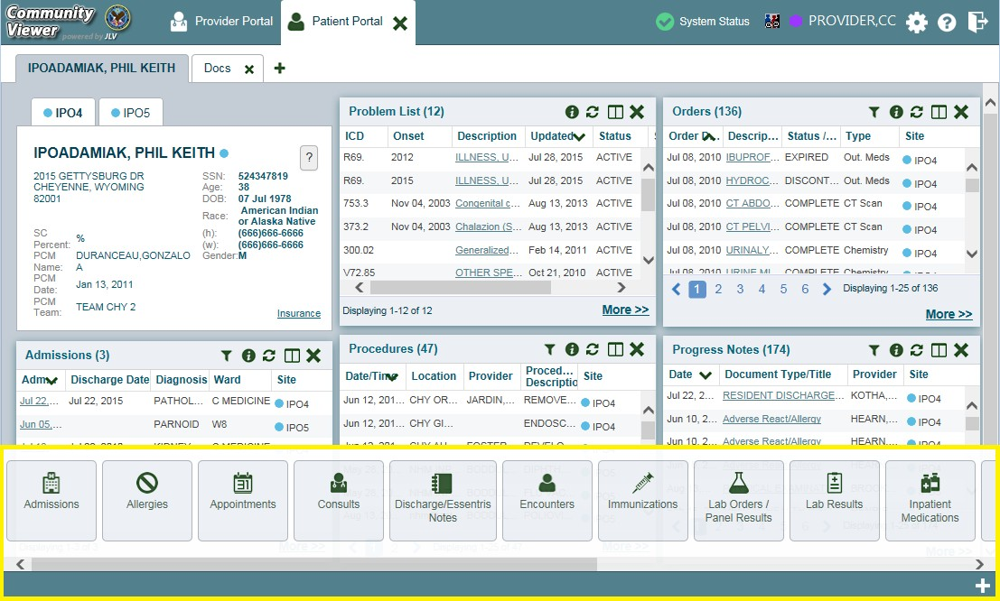 Community
Viewer
powered by JLV
Provider Portal
Patient Portal
System Status
PROVIDER,CC
IPOADAMIAK, PHIL KEITH
Docs
IPO4
IPO5
IPOADAMIAK, PHIL KEITH
?
2015 GETTYSBURG DR
CHEYENNE, WYOMING
82001
SSN: 524347819
Age: 38
DOB: 07 Jul 1978
Race: American Indian
or Alaska Native
(h): (666)666-6666
(w): (666)666-6666
Gender: M
SC
Percent: %
PCM
Name: DURANCEAU,GONZALO
A
PCM
Date: Jan 13, 2011
PCM
Team: TEAM CHY 2
Insurance
Problem List (12)
ICD Onset Description Updated Status
R69. 2012 ILLNESS, U... Jul 28, 2015 ACTIVE
R69. 2015 ILLNESS, U... Jul 28, 2015 ACTIVE
753.3 Nov 04, 2003 Congenital c... Aug 13, 2013 ACTIVE
373.2 Nov 04, 2003 Chalazion (S... Aug 13, 2013 ACTIVE
300.02 Generalized... Feb 14, 2011 ACTIVE
V72.85 OTHER SPE... Oct 21, 2010 ACTIVE
Displaying 1-12 of 12
More >>
Orders (136)
Order D... Descrip... Status /... Type Site
Jul 08, 2010 IBUPROF... EXPIRED Out. Meds IPO4
Jul 08, 2010 HYDROC... DISCONT... Out. Meds IPO4
Jul 08, 2010 CT ABDO... COMPLETE CT Scan IPO4
Jul 08, 2010 CT PELVI... COMPLETE CT Scan IPO4
Jul 08, 2010 URINALY... COMPLETE Chemistry IPO4
Jul 08, 2010 URINE MI... COMPLETE Chemistry
1 2 3 4 5 6 Displaying 1-25 of 136
More >>
Admissions (3)
Adm Discharge Date Diagnosis Ward Site
Jul 22,... Jul 22, 2015 PATHOL... C MEDICINE IPO4
Jun 05,... PARNOID W8 IPO5
Procedures (47)
Date/Time Location Provider Proced...
Descriptio Site
Jun 12, 201... CHY OR... JARDIN,... REMOVE... IPO4
Jun 12, 201... CHY GI... ENDOSC... IPO4
Progress Notes (174)
Date Document Type/Title Provider Site
Jul 22, 2... RESIDENT DISCHARGE... KOTHA,... IPO4
Jun 10, 2... Adverse React/Allergy HEARN,... IPO4
Jun 10, 2... Adverse React/Allergy HEARN,... IPO4
Admissions
Allergies
31
Appointments
Consults
Discharge/Essentris
Notes
Encounters
Immunizations
Lab Orders /
Panel Results
Lab Results
Inpatient
Medications
Displaying 1-3 of 3
More >>
Displaying 1-25 of 47
More >>
More >>